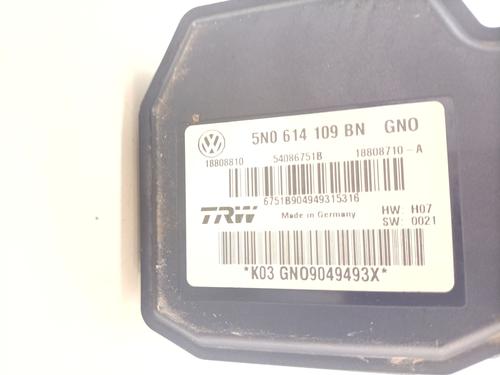 5N0 614 109 BN GNO
18808810 54086751B 18808710-A
6751B904949315316
TRW Made in Germany HW: H07
SW: 0021
*K03 GNO9049493X*